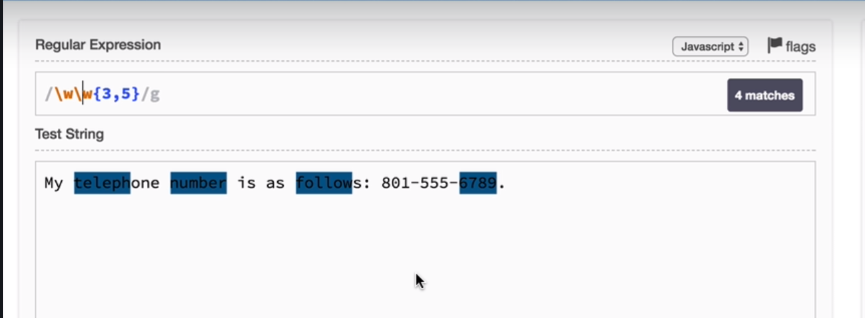 Regular Expression
Javascript flags
/\w\w{3,5}/g
4 matches
Test String
My telephone number is as follows: 801-555-6789.